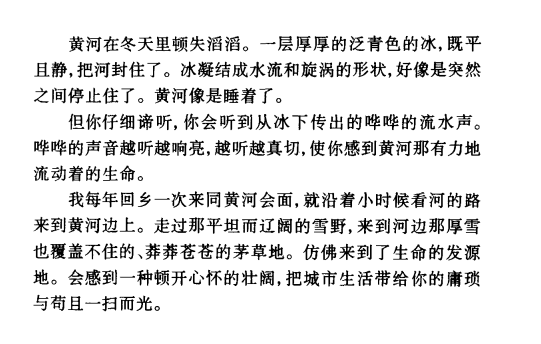 黄河在冬天里顿失滔滔。一层厚厚的泛青色的冰,既平
且静,把河封住了。冰凝结成水流和旋涡的形状,好像是突然
之间停止住了。黄河像是睡着了。
但你仔细谛听,你会听到从冰下传出的哗哗的流水声。
哗哗的声音越听越响亮,越听越真切,使你感到黄河那有力地
流动着的生命。
我每年回乡一次来同黄河会面,就沿着小时候看河的路
来到黄河边上。走过那平坦而辽阔的雪野,来到河边那厚雪
也覆盖不住的、莽莽苍苍的茅草地。仿佛来到了生命的发源
地。会感到一种顿开心怀的壮阔,把城市生活带给你的庸琐
与苟且一扫而光。